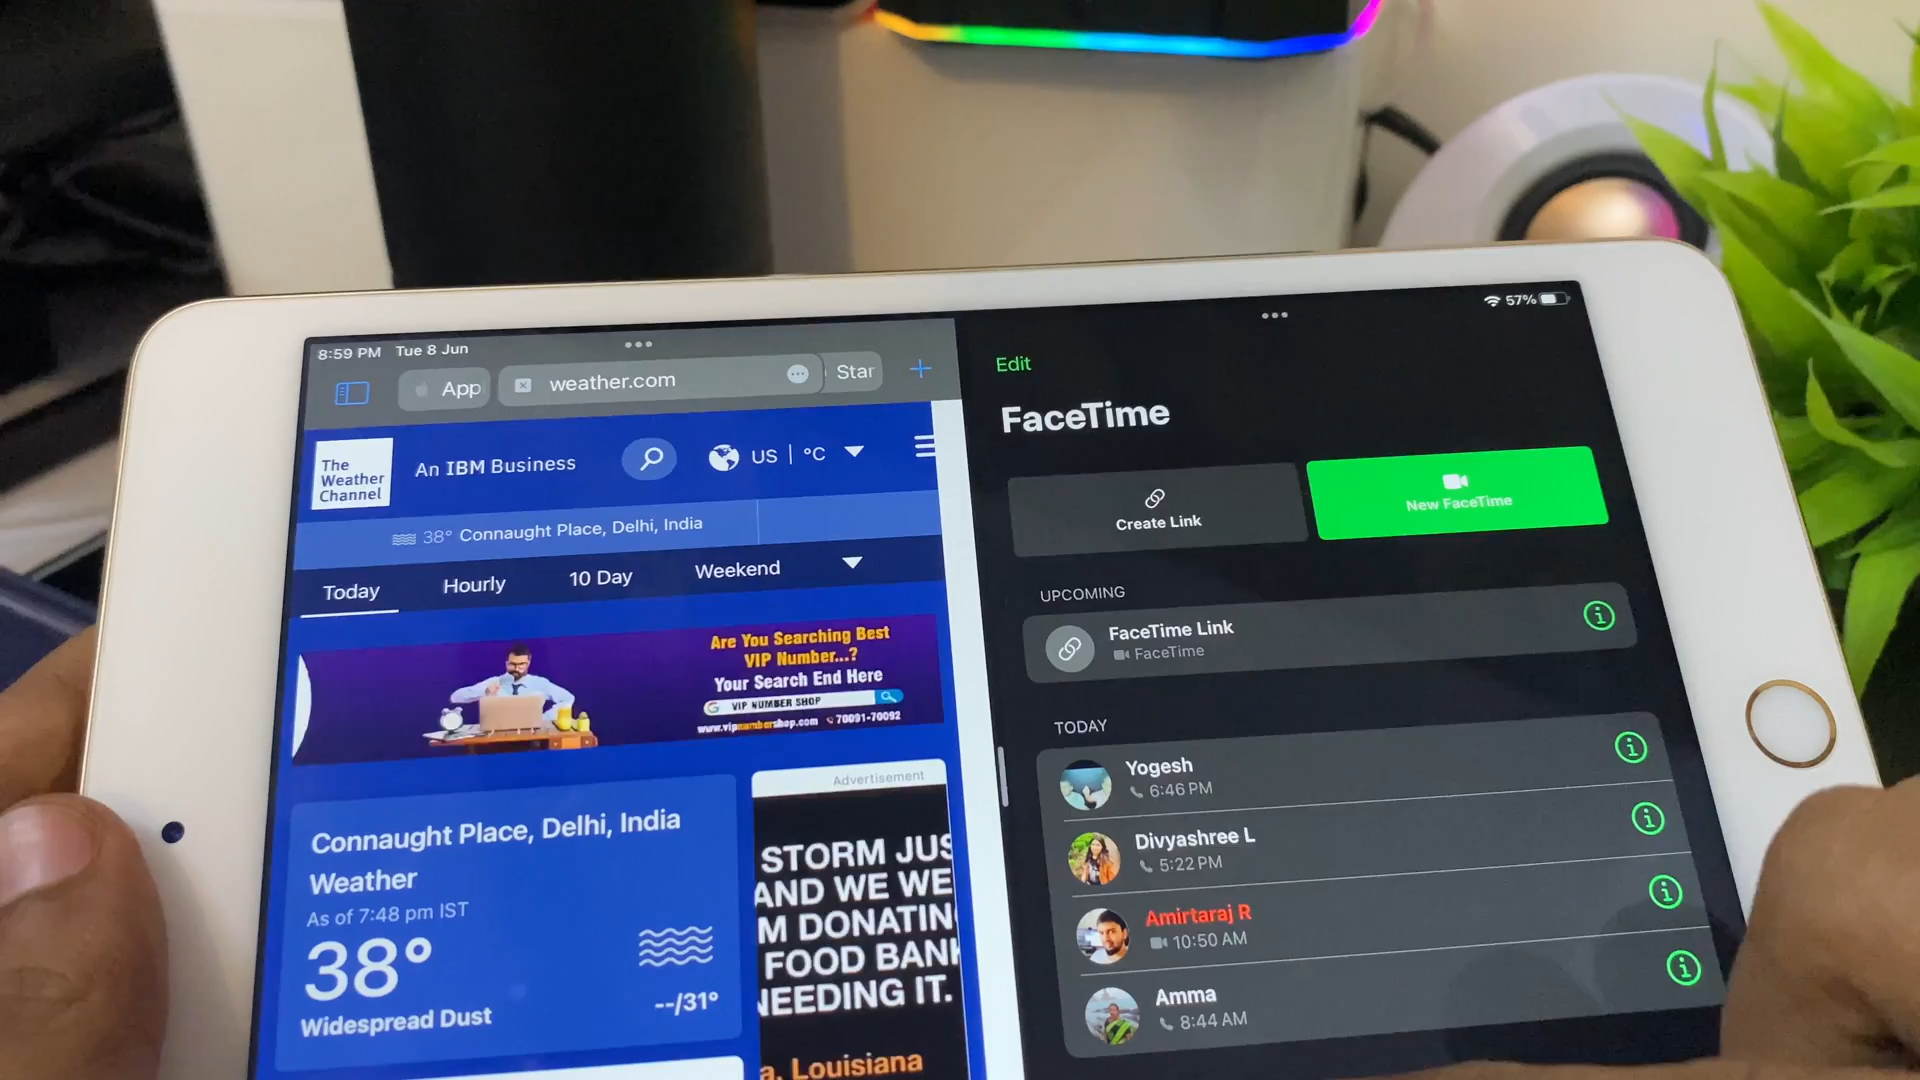 8:59 PM Tue 8 Jun
App
weather.com
Star
The
Weather
Channel
An IBM Business
US | °C
38° Connaught Place, Delhi, India
Today
Hourly
10 Day
Weekend
Are You Searching Best
VIP Number...?
Your Search End Here
G VIP NUMBER SHOP
www.vipnumbershop.com 70091-70092
Connaught Place, Delhi, India
Weather
As of 7:48 pm IST
38°
Widespread Dust
--/31°
Advertisement
STORM JUS
AND WE WE
M DONATIN
FOOD BANK
NEEDING IT.
a, Louisiana
57%
Edit
FaceTime
Create Link
New FaceTime
UPCOMING
FaceTime Link
FaceTime
TODAY
Yogesh
6:46 PM
Divyashree L
5:22 PM
Amirtaraj R
10:50 AM
Amma
8:44 AM